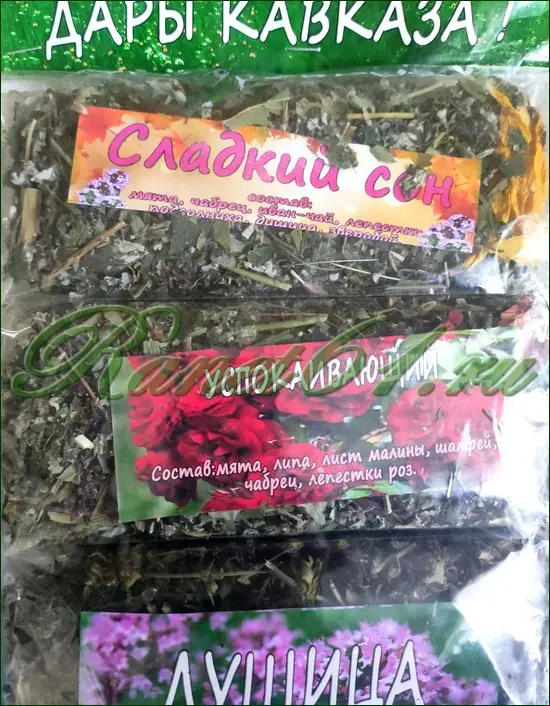 ДАРЫ КАВКАЗА!
Сладкий сон
состав:
мята, чабрец, иван-чай, лепестки
подсолнуха, душица, зверобой
УСПОКАИВАЮЩИЙ
Состав:мята, липа, лист малины, шалфей,
чабрец, лепестки роз.
ДУШИЦА